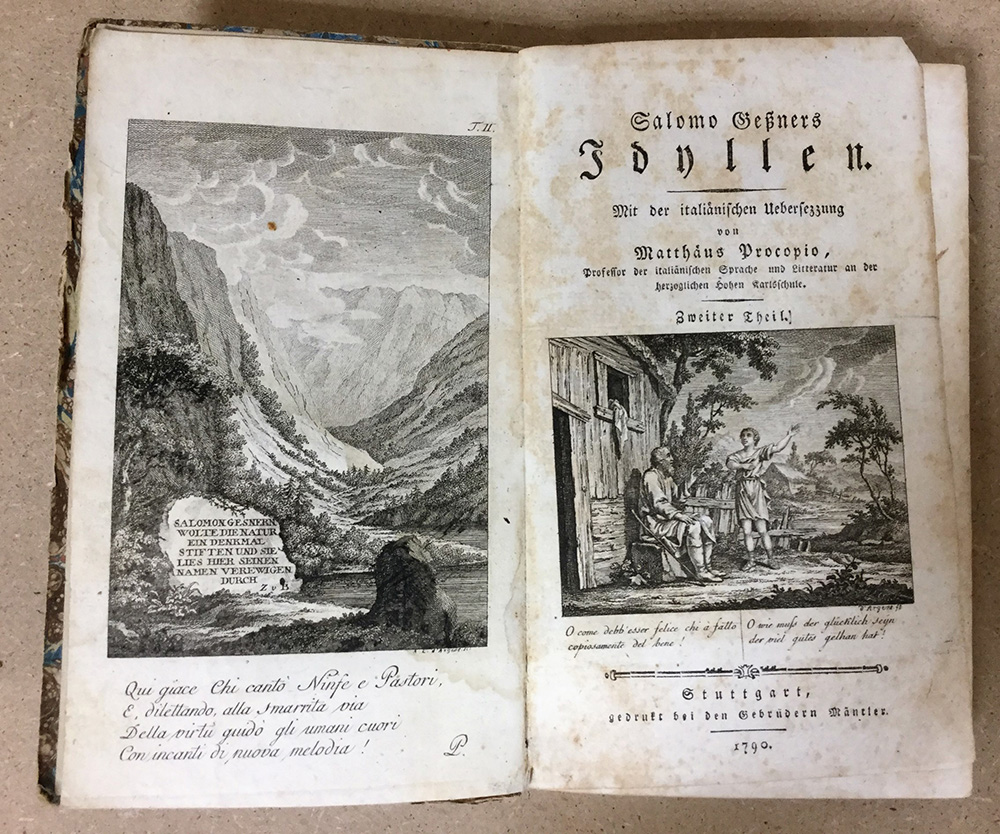 T. II.
SALOMON GESNERN
WOLTE DIE NATUR
EIN DENKMAL
STIFTEN UND SIE
LIES HIER SEINEN
NAMEN VEREWIGEN
DURCH
Z v B
Qui giace Chi cantò Ninfe e Pastori,
E, dilettando, alla smarrita via
Della virtù guidò gli umani cuori
Con incanti di nuova melodia !
P.
Salomo Geßners
Idyllen.
Mit der italiänischen Uebersezzung
von
Matthäus Procopio,
Professor der italiänischen Sprache und Litteratur an der
herzoglichen Hohen Karlsschule.
Zweiter Theil.
d'Argent sc
O come debb'esser felice chi à fatto
copiosamente del bene !
O wie muß der glücklich seyn
der viel gutes gethan hat !
Stuttgart,
gedrukt bei den Gebrüdern Mäntler.
1790.